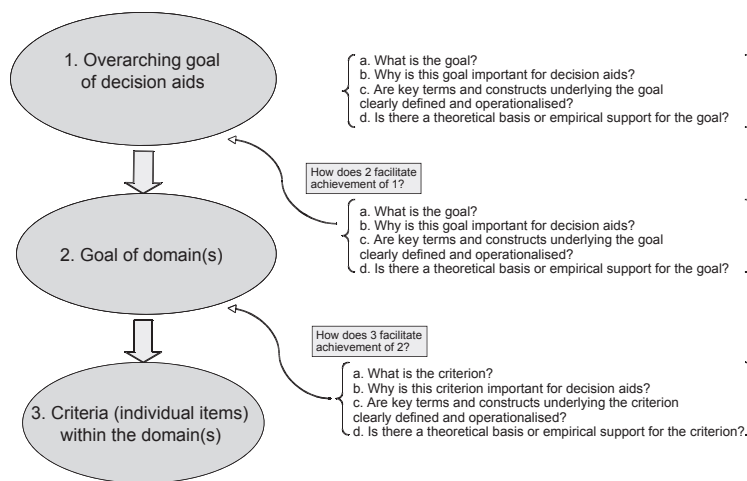 1. Overarching goal
of decision aids
a. What is the goal?
b. Why is this goal important for decision aids?
c. Are key terms and constructs underlying the goal
clearly defined and operationalised?
d. Is there a theoretical basis or empirical support for the goal?
How does 2 facilitate
achievement of 1?
2. Goal of domain(s)
a. What is the goal?
b. Why is this goal important for decision aids?
c. Are key terms and constructs underlying the goal
clearly defined and operationalised?
d. Is there a theoretical basis or empirical support for the goal?
How does 3 facilitate
achievement of 2?
3. Criteria (individual items)
within the domain(s)
a. What is the criterion?
b. Why is this criterion important for decision aids?
c. Are key terms and constructs underlying the criterion
clearly defined and operationalised?
d. Is there a theoretical basis or empirical support for the criterion?